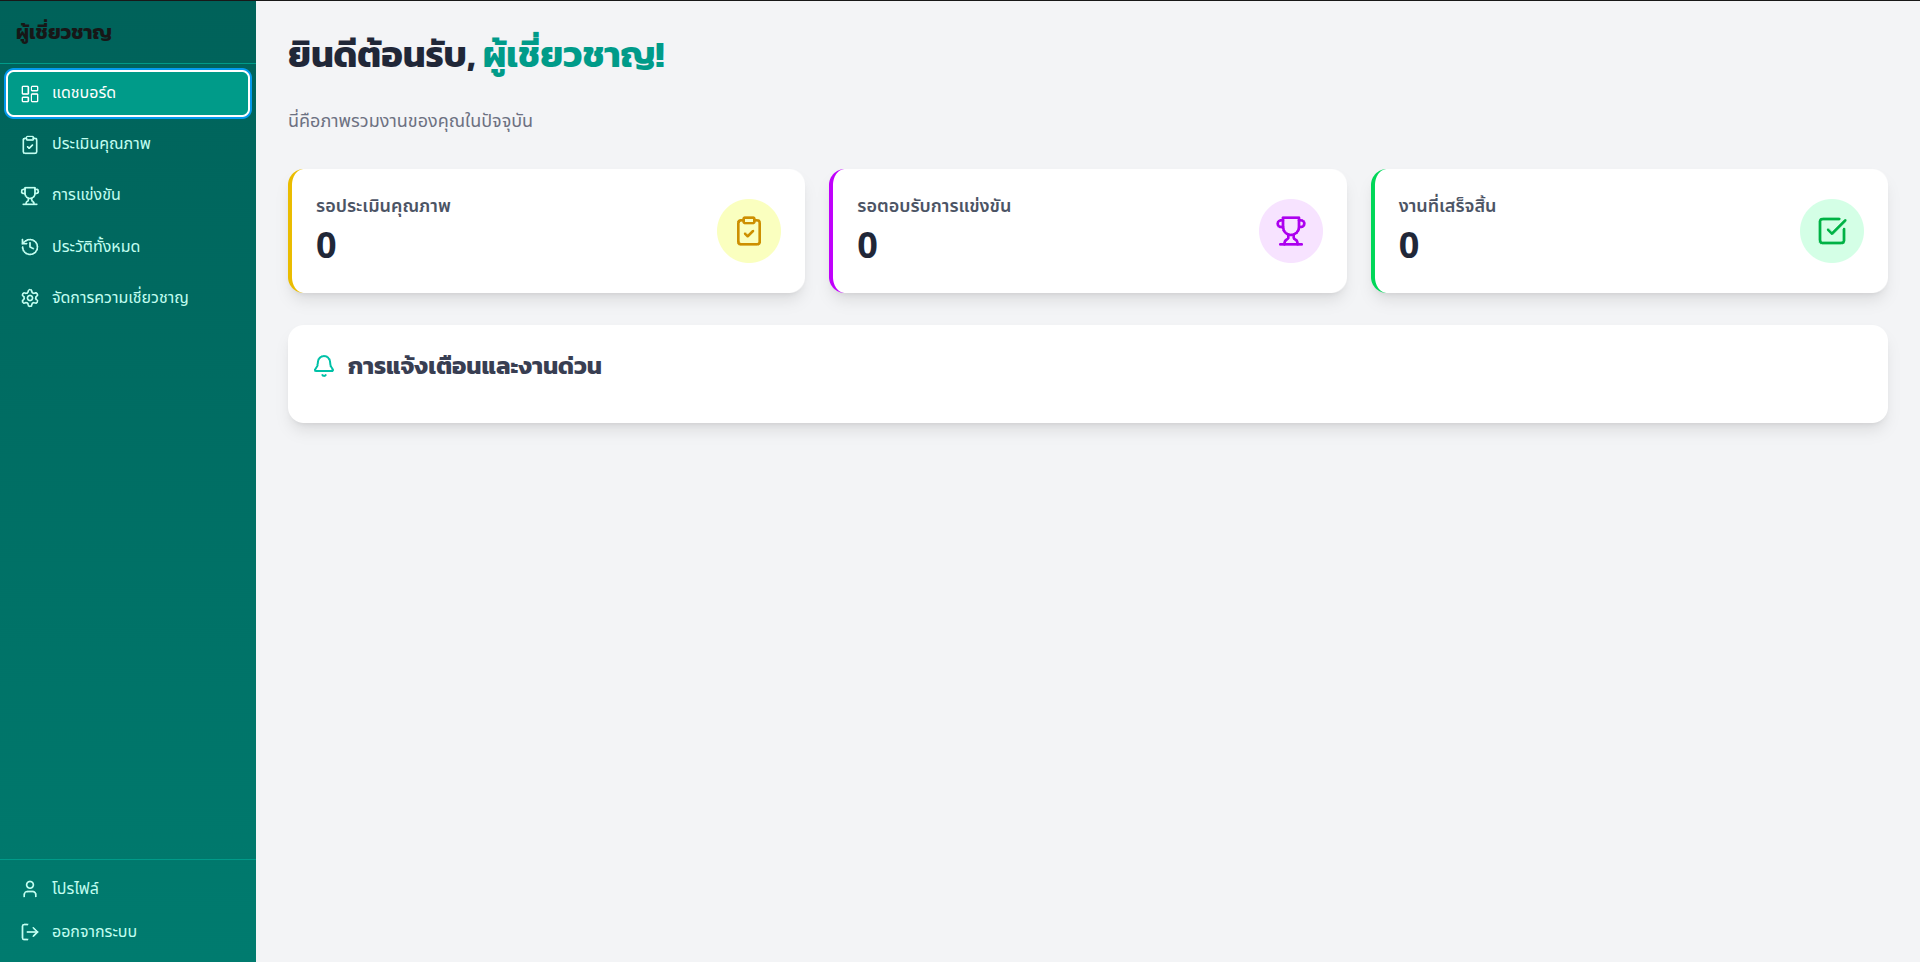 ผู้เชี่ยวชาญ
แดชบอร์ด
ประเมินคุณภาพ
การแข่งขัน
ประวัติทั้งหมด
จัดการความเชี่ยวชาญ
โปรไฟล์
ออกจากระบบ
ยินดีต้อนรับ, ผู้เชี่ยวชาญ!
นี่คือภาพรวมงานของคุณในปัจจุบัน
รอประเมินคุณภาพ
0
รอตอบรับการแข่งขัน
0
งานที่เสร็จสิ้น
0
การแจ้งเตือนและงานด่วน